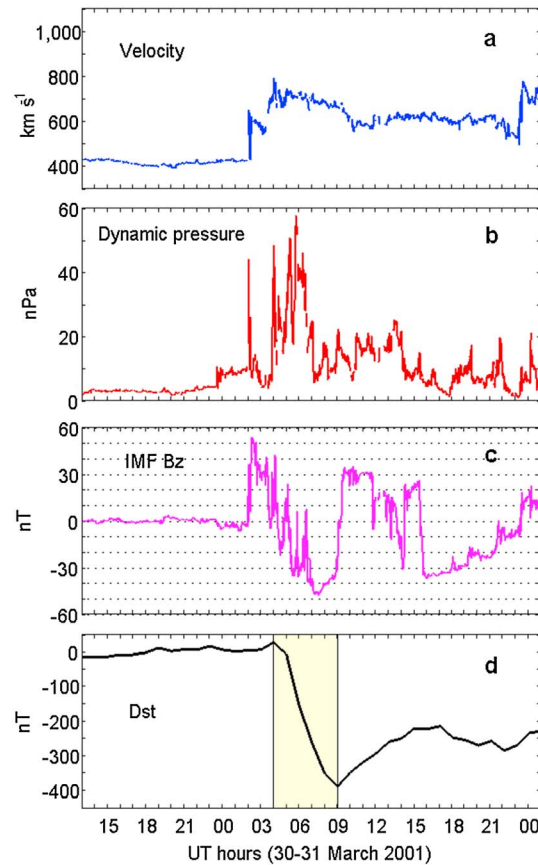 1,000
800
600
400
km s⁻¹
Velocity
a
60
40
20
0
nPa
Dynamic pressure
b
60
30
0
-30
-60
nT
IMF Bz
c
0
-100
-200
-300
-400
nT
Dst
d
15 18 21 00 03 06 09 12 15 18 21 00
UT hours (30-31 March 2001)